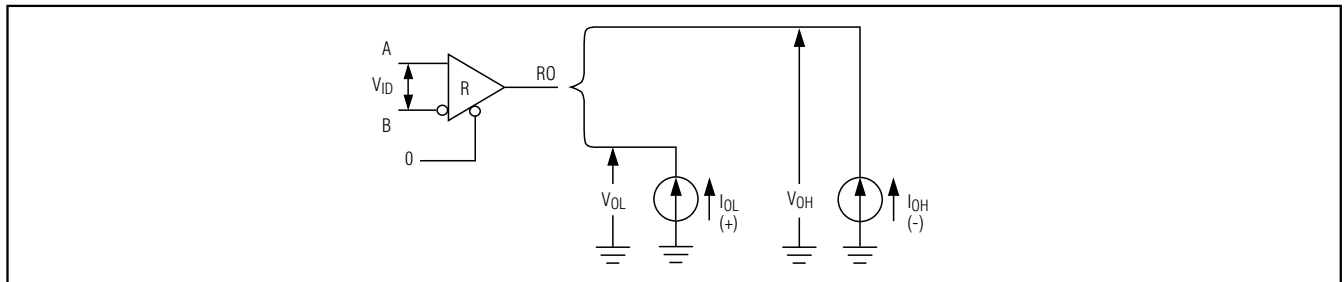 A
VID
B
R
RO
0
VOL
IOL
(+)
VOH
IOH
(-)